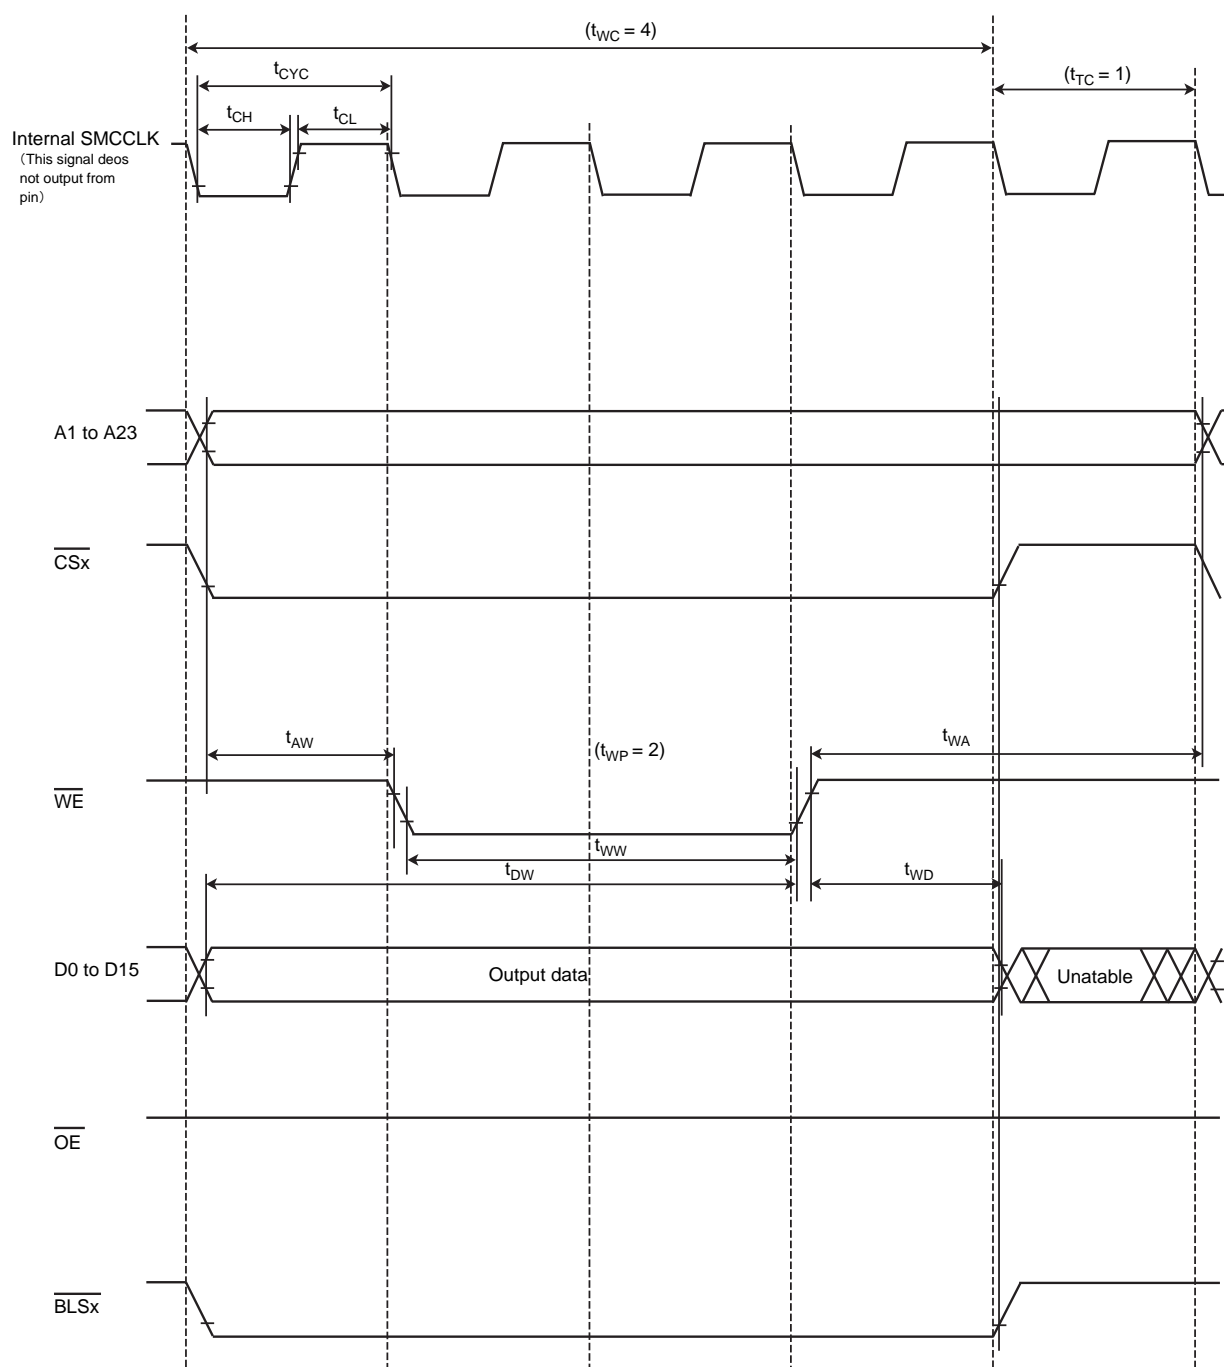 (tWC = 4)
tCYC
(tTC = 1)
tCH
tCL
Internal SMCCLK
(This signal deos
not output from
pin)
A1 to A23
CSx
tAW
(tWP = 2)
tWA
WE
tWW
tDW
tWD
D0 to D15
Output data
Unatable
OE
BLSx